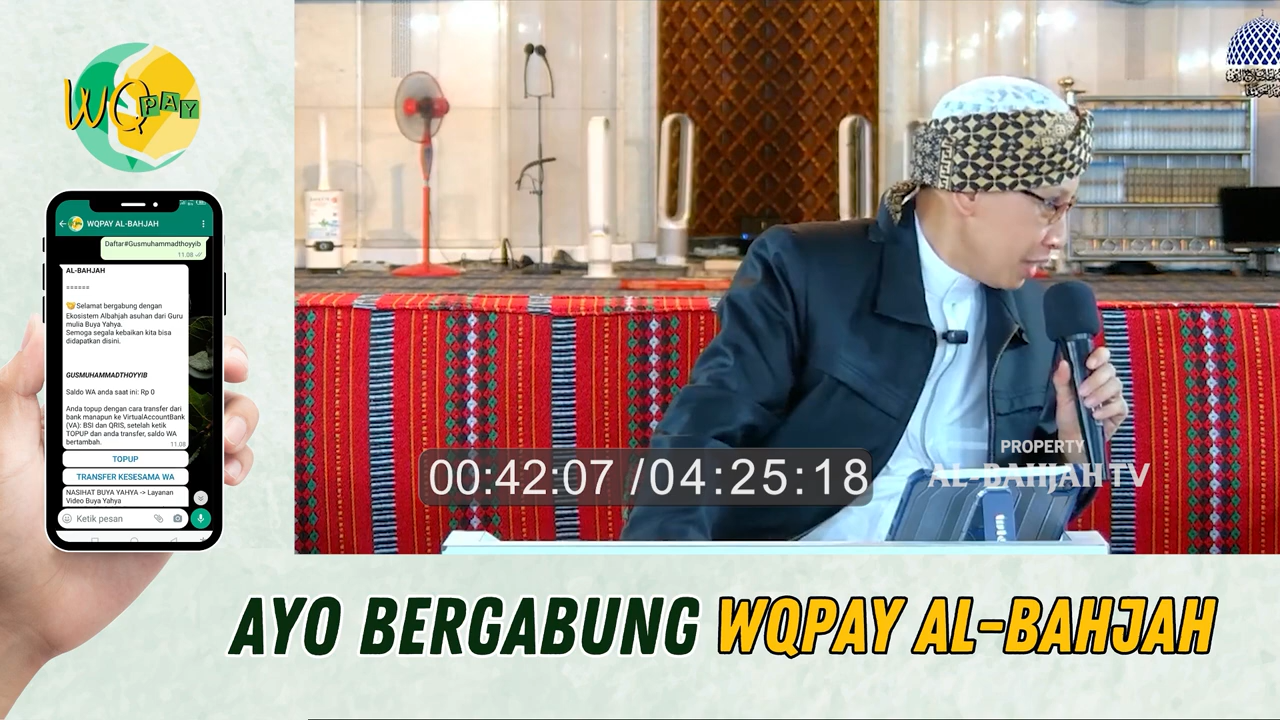 WQPAY
WQPAY AL-BAHJAH
Daftar#Gusmuhammadthoyyib
11.08
AL-BAHJAH
======
Selamat bergabung dengan
Ekosistem Albahjah asuhan dari Guru
mulia Buya Yahya.
Semoga segala kebaikan kita bisa
didapatkan disini.
GUSMUHAMMADTHOYYIB
Saldo WA anda saat ini: Rp 0
Anda topup dengan cara transfer dari
bank manapun ke VirtualAccountBank
(VA): BSI dan QRIS, setelah ketik
TOPUP dan anda transfer, saldo WA
bertambah.
11.08
TOPUP
TRANSFER KESESAMA WA
NASIHAT BUYA YAHYA -> Layanan
Video Buya Yahya
Ketik pesan
00:42:07 /04:25:18
PROPERTY
AL-BAHJAH TV
AYO BERGABUNG WQPAY AL-BAHJAH